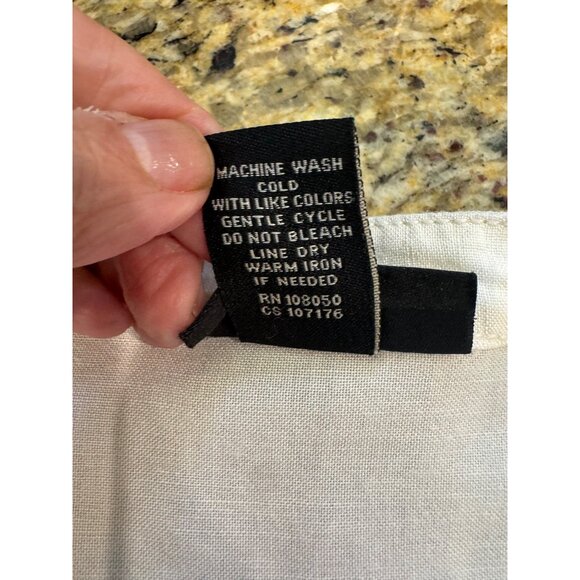 MACHINE WASH
COLD
WITH LIKE COLORS
GENTLE CYCLE
DO NOT BLEACH
LINE DRY
WARM IRON
IF NEEDED
RN 108050
CS 107176